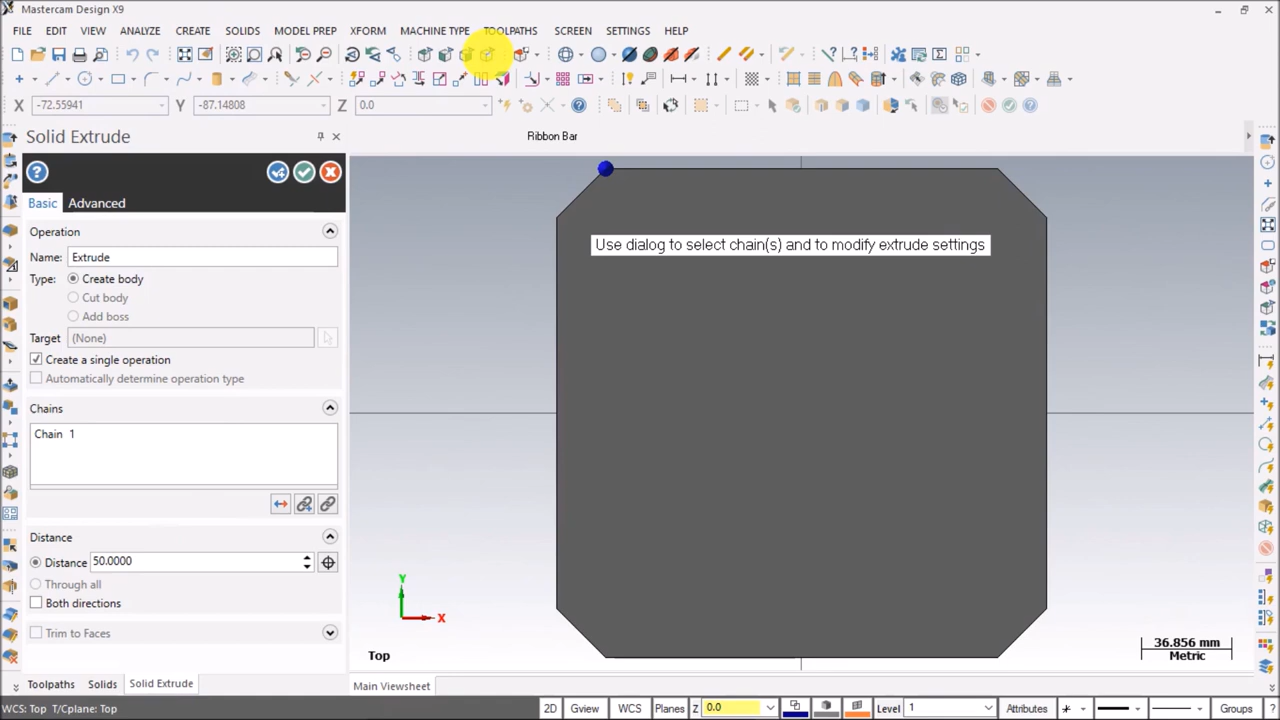 Mastercam Design X9
FILE EDIT VIEW ANALYZE CREATE SOLIDS MODEL PREP XFORM MACHINE TYPE TOOLPATHS SCREEN SETTINGS HELP
X -72.55941 Y -87.14808 Z 0.0
Solid Extrude
Ribbon Bar
Basic Advanced
Operation
Name: Extrude
Type: Create body
Cut body
Add boss
Target (None)
Create a single operation
Automatically determine operation type
Chains
Chain 1
Distance
Distance 50.0000
Through all
Both directions
Trim to Faces
Use dialog to select chain(s) and to modify extrude settings
Y
X
Top
36.856 mm
Metric
Toolpaths Solids Solid Extrude
Main Viewsheet
WCS: Top T/Cplane: Top
2D Gview WCS Planes Z 0.0 Level 1 Attributes Groups